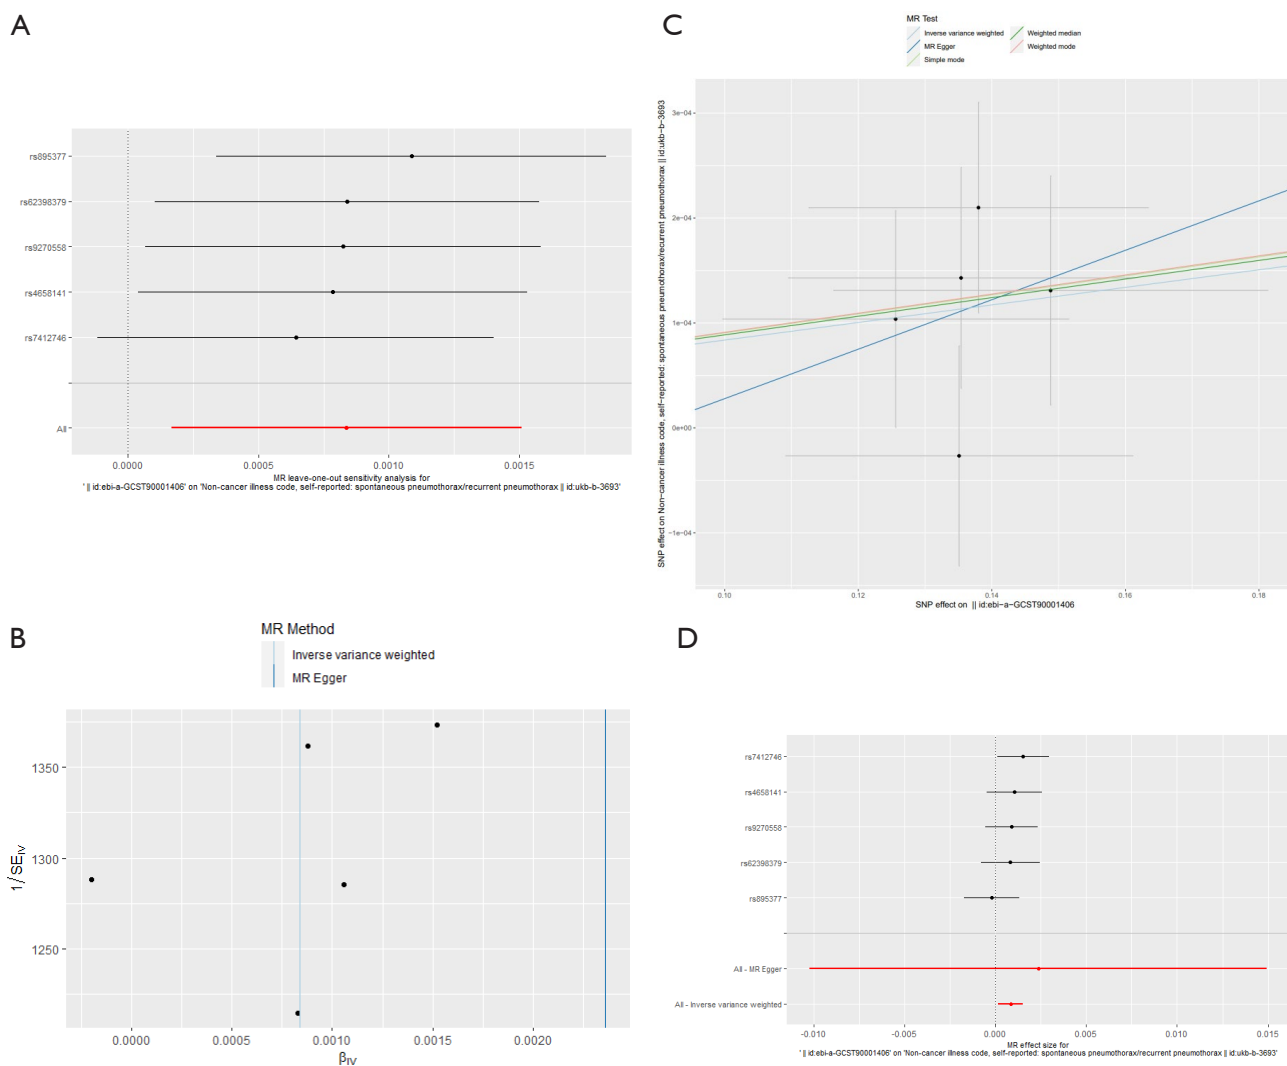 A
rs895377
rs62398379
rs9270558
rs4658141
rs7412746
All
0.0000 0.0005 0.0010 0.0015
MR leave-one-out sensitivity analysis for
' || id:ebi-a-GCST90001406' on 'Non-cancer illness code, self-reported: spontaneous pneumothorax/recurrent pneumothorax || id:ukb-b-3693'
B
MR Method
Inverse variance weighted
MR Egger
1/SE IV
1350
1300
1250
0.0000 0.0005 0.0010 0.0015 0.0020
β IV
C
MR Test
Inverse variance weighted Weighted median
MR Egger Weighted mode
Simple mode
SNP effect on Non-cancer illness code, self-reported: spontaneous pneumothorax/recurrent pneumothorax || id:ukb-b-3693
3e-04
2e-04
1e-04
0e+00
-1e-04
0.10 0.12 0.14 0.16 0.18
SNP effect on || id:ebi-a-GCST90001406
D
rs7412746
rs4658141
rs9270558
rs62398379
rs895377
All - MR Egger
All - Inverse variance weighted
-0.010 -0.005 0.000 0.005 0.010 0.015
MR effect size for
' || id:ebi-a-GCST90001406' on 'Non-cancer illness code, self-reported: spontaneous pneumothorax/recurrent pneumothorax || id:ukb-b-3693'